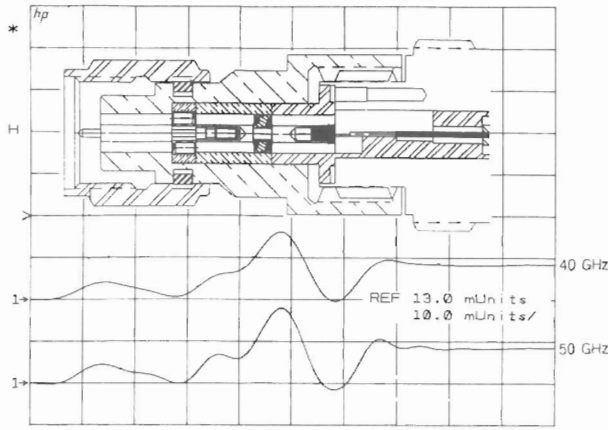 hp
*
H
>
40 GHz
REF 13.0 mUnits
1→
10.0 mUnits/
50 GHz
1→